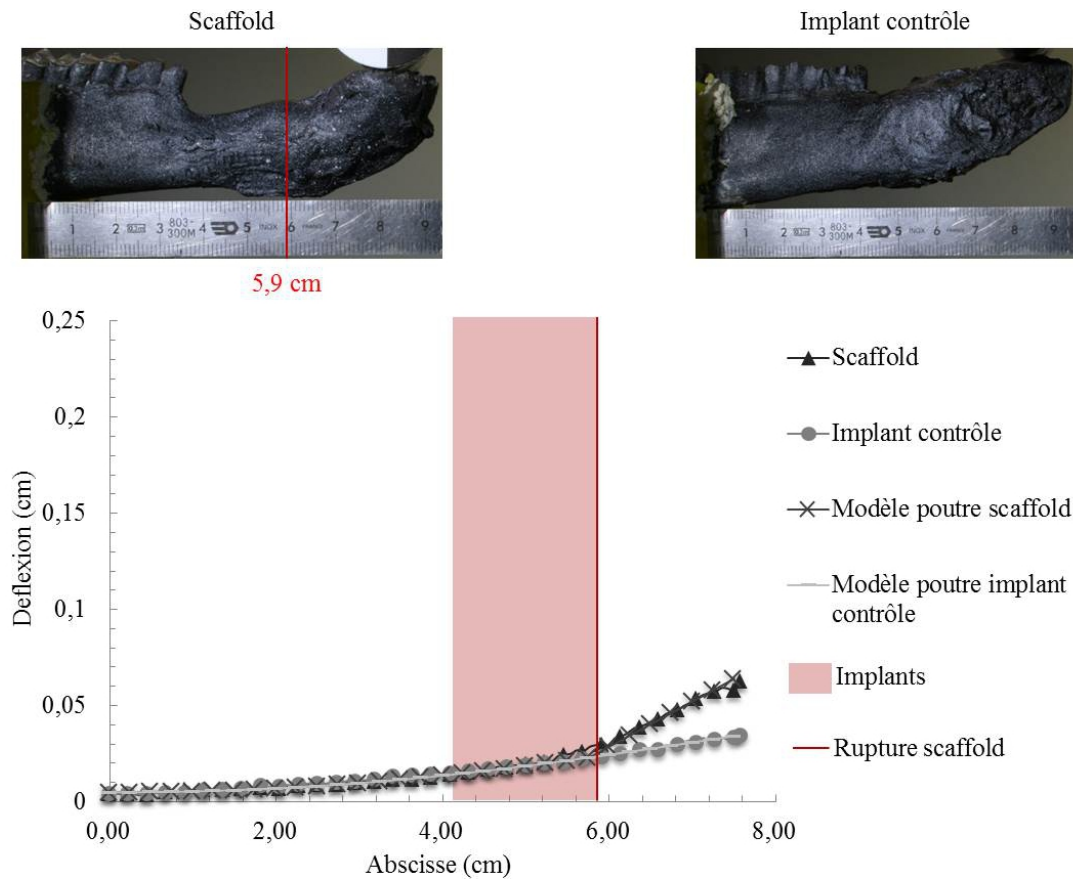 Scaffold
Implant contrôle
1 2 3 803-300M 4 5 INOX 6 7 8 9
1 2 3 803-300M 4 5 INOX 6 7 8 9
5,9 cm
0,25
0,2
0,15
0,1
0,05
0
Deflexion (cm)
0,00 2,00 4,00 6,00 8,00
Abscisse (cm)
Scaffold
Implant contrôle
Modèle poutre scaffold
Modèle poutre implant
contrôle
Implants
Rupture scaffold